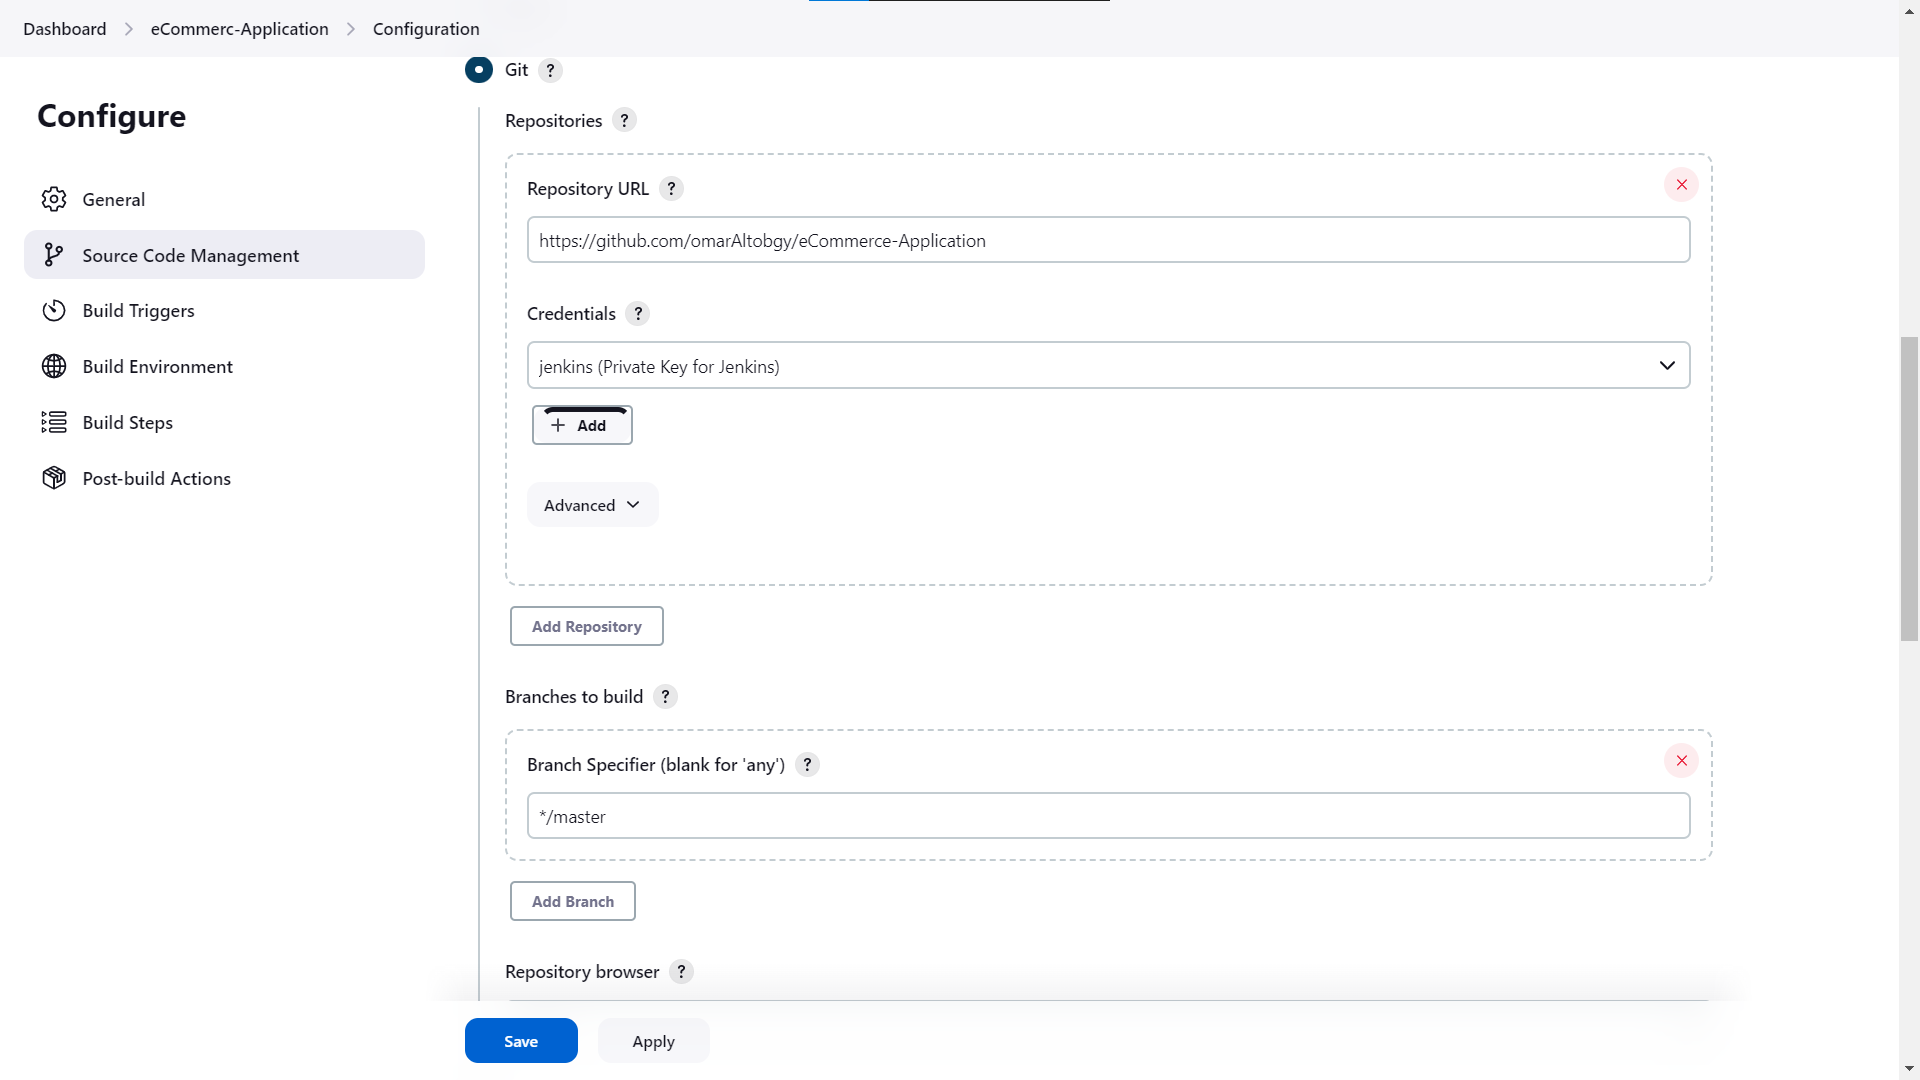 Dashboard eCommerc-Application Configuration
Configure
General
Source Code Management
Build Triggers
Build Environment
Build Steps
Post-build Actions
Git ?
Repositories ?
Repository URL ?
https://github.com/omarAltobgy/eCommerce-Application
Credentials ?
jenkins (Private Key for Jenkins)
+ Add
Advanced
Add Repository
Branches to build ?
Branch Specifier (blank for 'any') ?
*/master
Add Branch
Repository browser ?
Save Apply